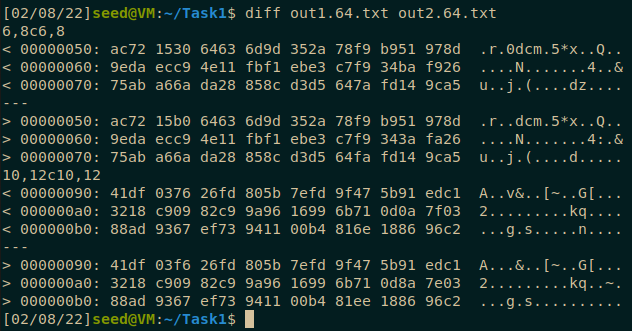 [02/08/22]seed@VM:~/Task1$ diff out1.64.txt out2.64.txt
6,8c6,8
< 00000050: ac72 1530 6463 6d9d 352a 78f9 b951 978d  .r.0dcm.5*x..Q..
< 00000060: 9eda ecc9 4e11 fbf1 ebe3 c7f9 34ba f926  ....N.......4..&
< 00000070: 75ab a66a da28 858c d3d5 647a fd14 9ca5  u..j.(....dz....
---
> 00000050: ac72 15b0 6463 6d9d 352a 78f9 b951 978d  .r..dcm.5*x..Q..
> 00000060: 9eda ecc9 4e11 fbf1 ebe3 c7f9 343a fa26  ....N.......4:.&
> 00000070: 75ab a66a da28 858c d3d5 64fa fd14 9ca5  u..j.(....d.....
10,12c10,12
< 00000090: 41df 0376 26fd 805b 7efd 9f47 5b91 edc1  A..v&..[~..G[...
< 000000a0: 3218 c909 82c9 9a96 1699 6b71 0d0a 7f03  2.........kq....
< 000000b0: 88ad 9367 ef73 9411 00b4 816e 1886 96c2  ...g.s.....n....
---
> 00000090: 41df 03f6 26fd 805b 7efd 9f47 5b91 edc1  A...&..[~..G[...
> 000000a0: 3218 c909 82c9 9a96 1699 6b71 0d8a 7e03  2.........kq..~.
> 000000b0: 88ad 9367 ef73 9411 00b4 81ee 1886 96c2  ...g.s..........
[02/08/22]seed@VM:~/Task1$